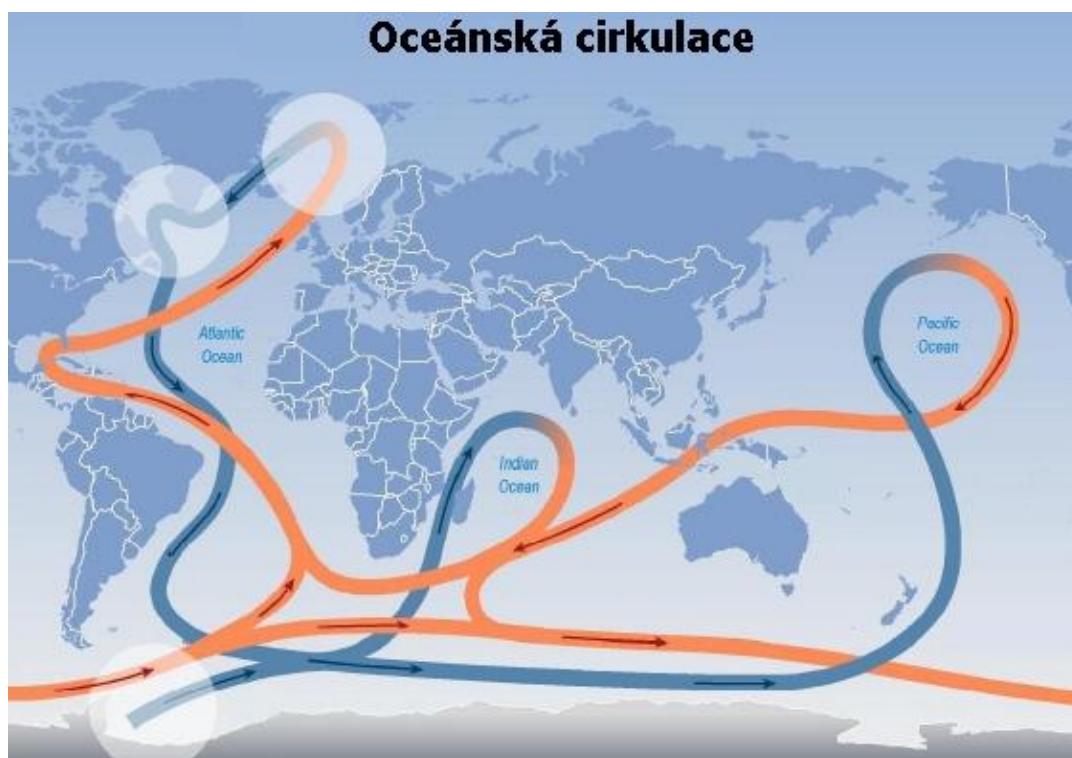 Oceánská cirkulace
Atlantic
Ocean
Pacific
Ocean
Indian
Ocean